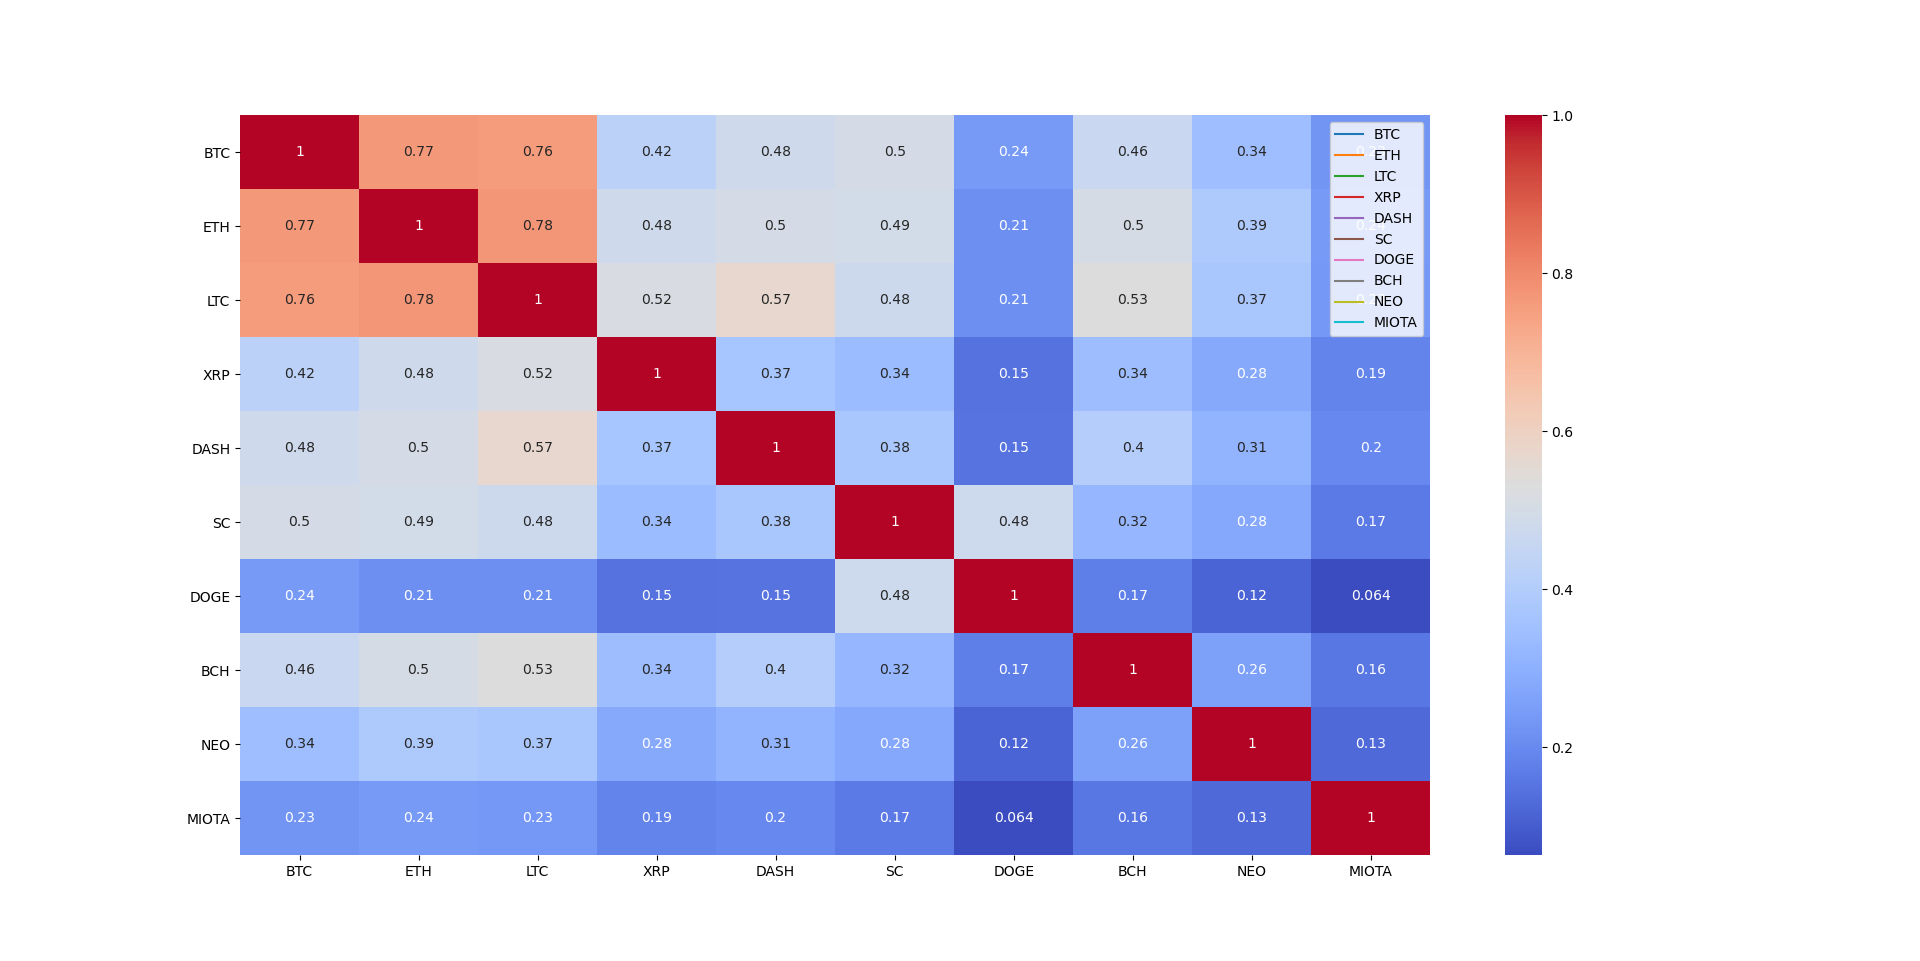 BTC 1 0.77 0.76 0.42 0.48 0.5 0.24 0.46 0.34
ETH 0.77 1 0.78 0.48 0.5 0.49 0.21 0.5 0.39
LTC 0.76 0.78 1 0.52 0.57 0.48 0.21 0.53 0.37
XRP 0.42 0.48 0.52 1 0.37 0.34 0.15 0.34 0.28 0.19
DASH 0.48 0.5 0.57 0.37 1 0.38 0.15 0.4 0.31 0.2
SC 0.5 0.49 0.48 0.34 0.38 1 0.48 0.32 0.28 0.17
DOGE 0.24 0.21 0.21 0.15 0.15 0.48 1 0.17 0.12 0.064
BCH 0.46 0.5 0.53 0.34 0.4 0.32 0.17 1 0.26 0.16
NEO 0.34 0.39 0.37 0.28 0.31 0.28 0.12 0.26 1 0.13
MIOTA 0.23 0.24 0.23 0.19 0.2 0.17 0.064 0.16 0.13 1
BTC ETH LTC XRP DASH SC DOGE BCH NEO MIOTA
BTC
ETH
LTC
XRP
DASH
SC
DOGE
BCH
NEO
MIOTA
1.0
0.8
0.6
0.4
0.2